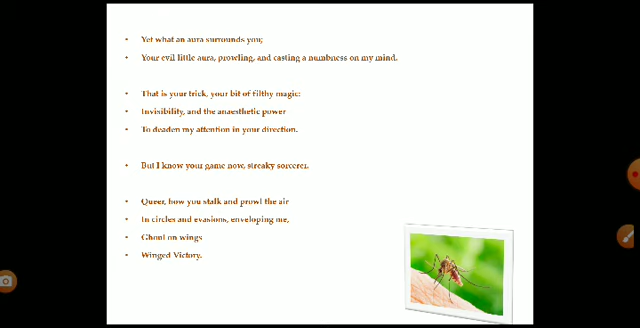 Yet what an aura surrounds you;
Your evil little aura, prowling, and casting a numbness on my mind.
That is your trick, your bit of filthy magic:
Invisibility, and the anaesthetic power
To deaden my attention in your direction.
But I know your game now, streaky sorcerer.
Queer, how you stalk and prowl the air
In circles and evasions, enveloping me,
Ghoul on wings
Winged Victory.